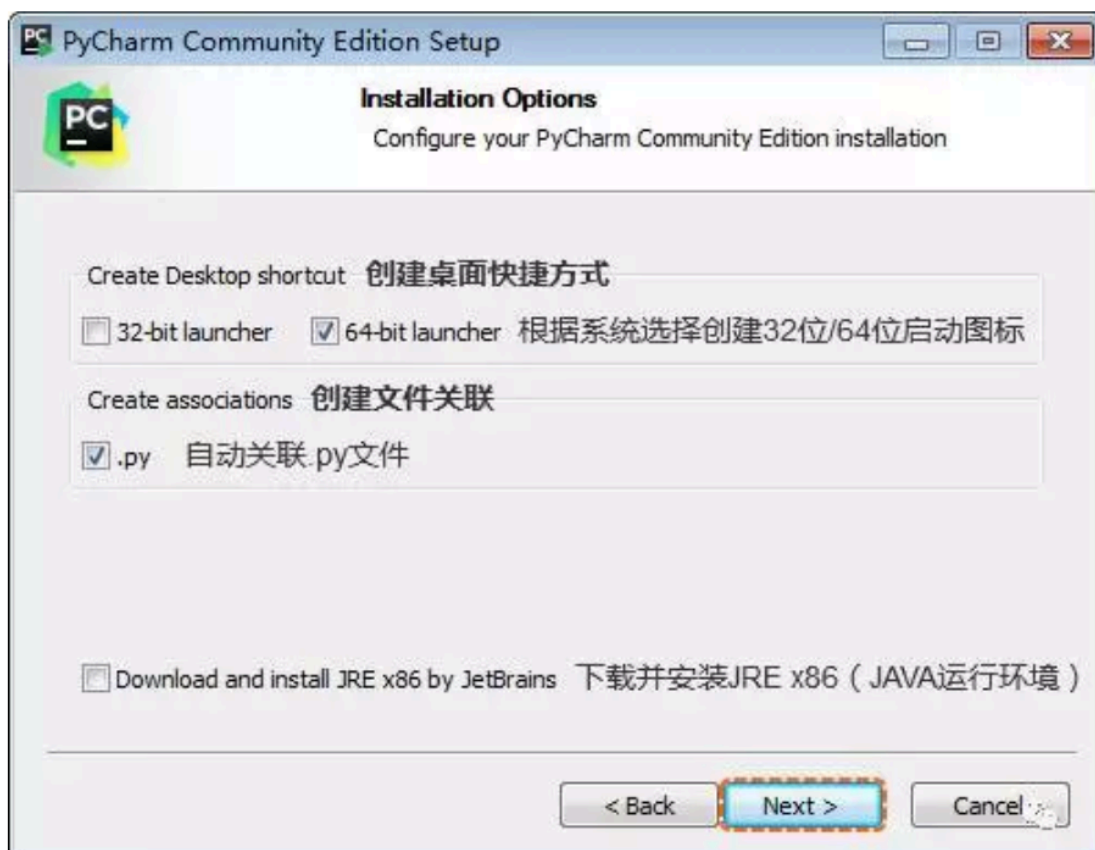 PC PyCharm Community Edition Setup
PC
Installation Options
Configure your PyCharm Community Edition installation
Create Desktop shortcut 创建桌面快捷方式
32-bit launcher 64-bit launcher 根据系统选择创建32位/64位启动图标
Create associations 创建文件关联
.py 自动关联.py文件
Download and install JRE x86 by JetBrains 下载并安装JRE x86（JAVA运行环境）
< Back Next > Cancel